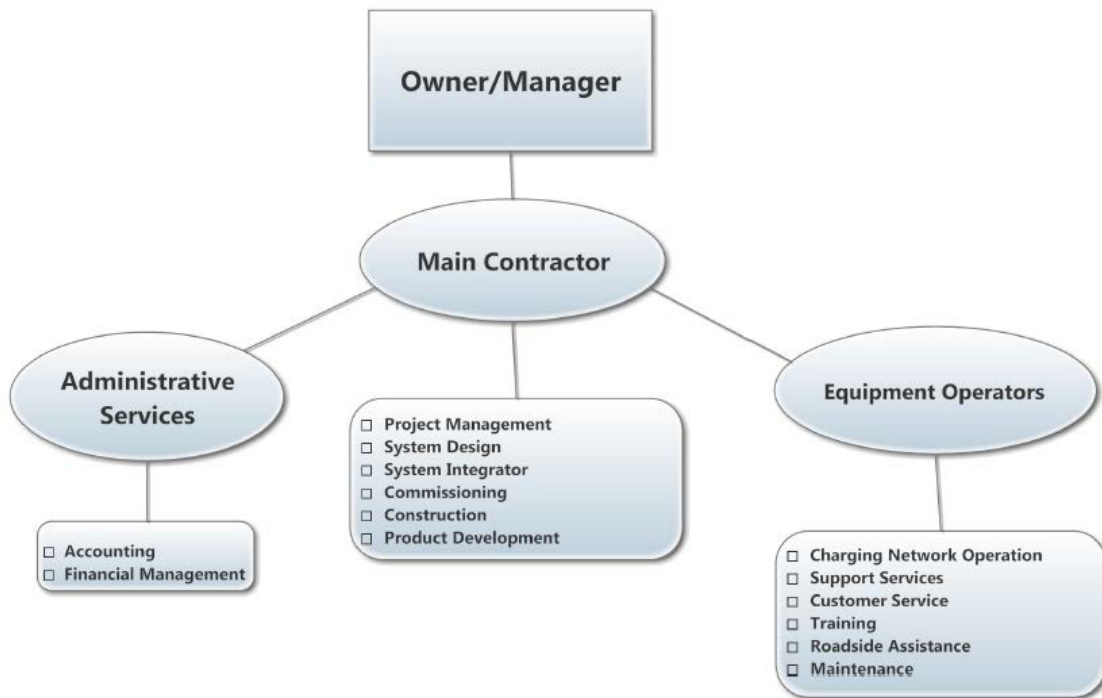 Owner/Manager
Main Contractor
Administrative
Services
Equipment Operators
□ Project Management
□ System Design
□ System Integrator
□ Commissioning
□ Construction
□ Product Development
□ Accounting
□ Financial Management
□ Charging Network Operation
□ Support Services
□ Customer Service
□ Training
□ Roadside Assistance
□ Maintenance